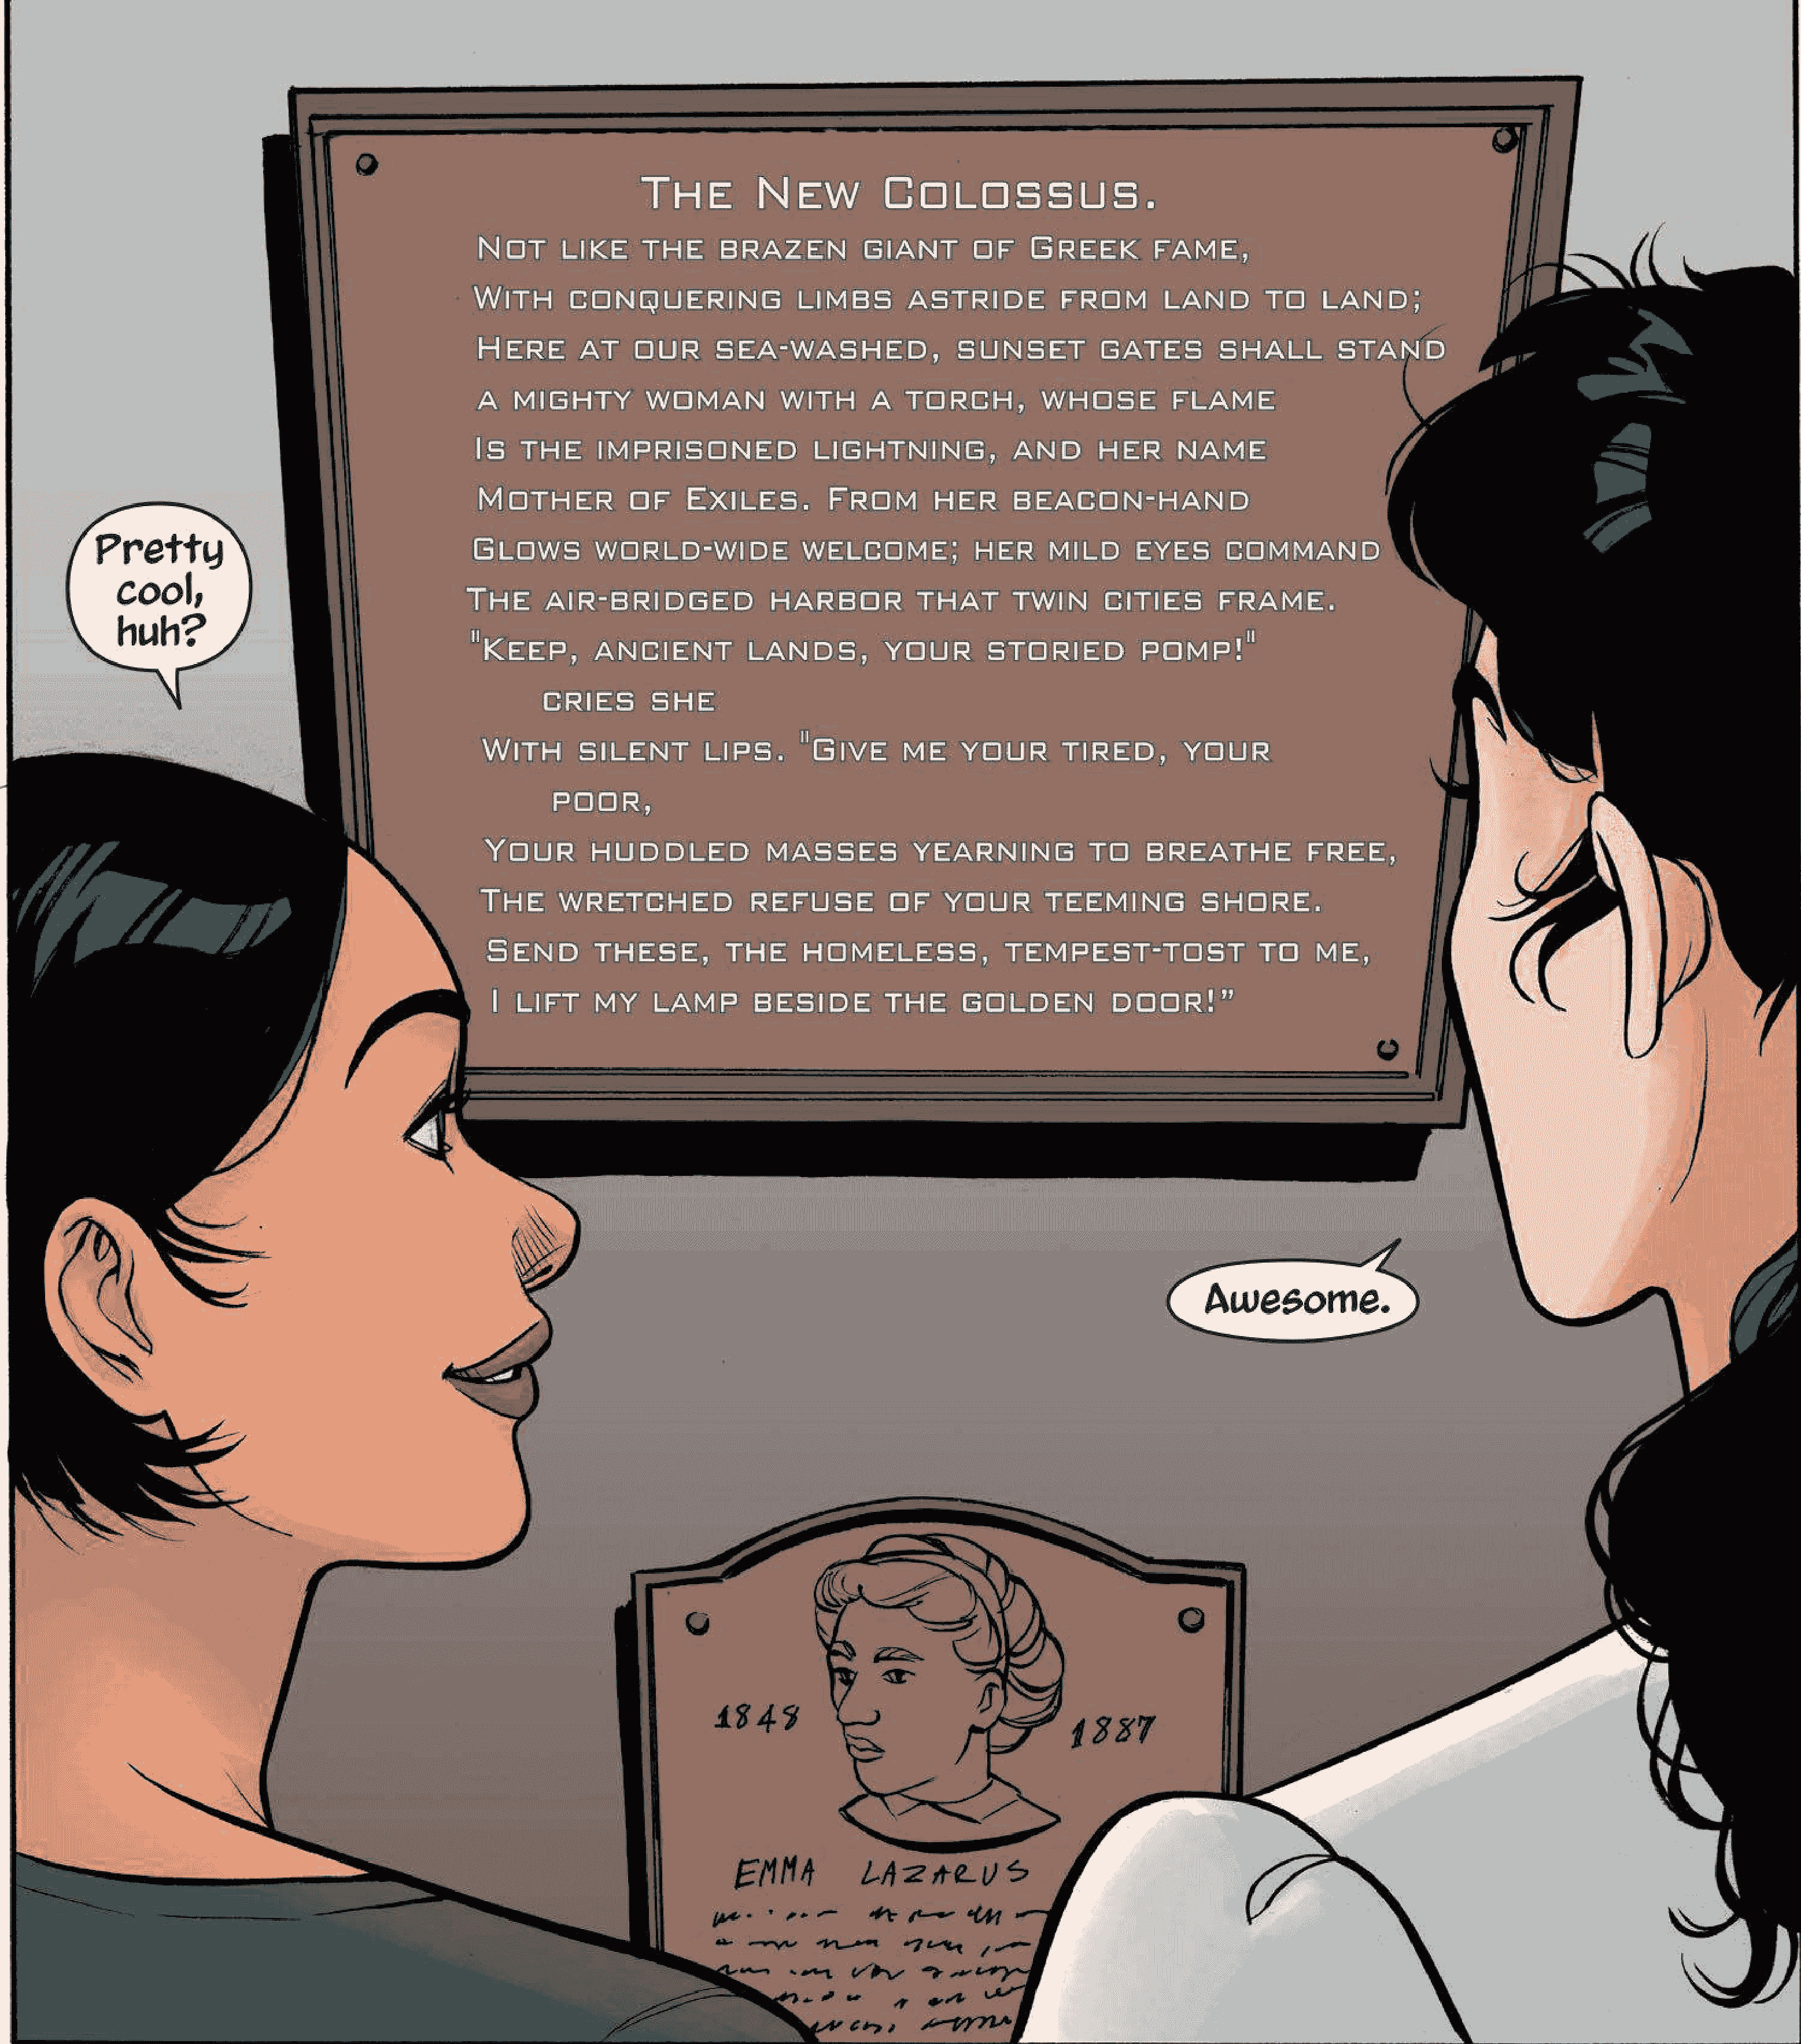 The New Colossus.
Not like the brazen giant of Greek fame,
With conquering limbs astride from land to land;
Here at our sea-washed, sunset gates shall stand
a mighty woman with a torch, whose flame
Is the imprisoned lightning, and her name
Mother of Exiles. From her beacon-hand
Glows world-wide welcome; her mild eyes command
The air-bridged harbor that twin cities frame.
"Keep, ancient lands, your storied pomp!"
cries she
With silent lips. "Give me your tired, your
poor,
Your huddled masses yearning to breathe free,
The wretched refuse of your teeming shore.
Send these, the homeless, tempest-tost to me,
I lift my lamp beside the golden door!”
Pretty
cool,
huh?
Awesome.
1848
1887
EMMA LAZARUS